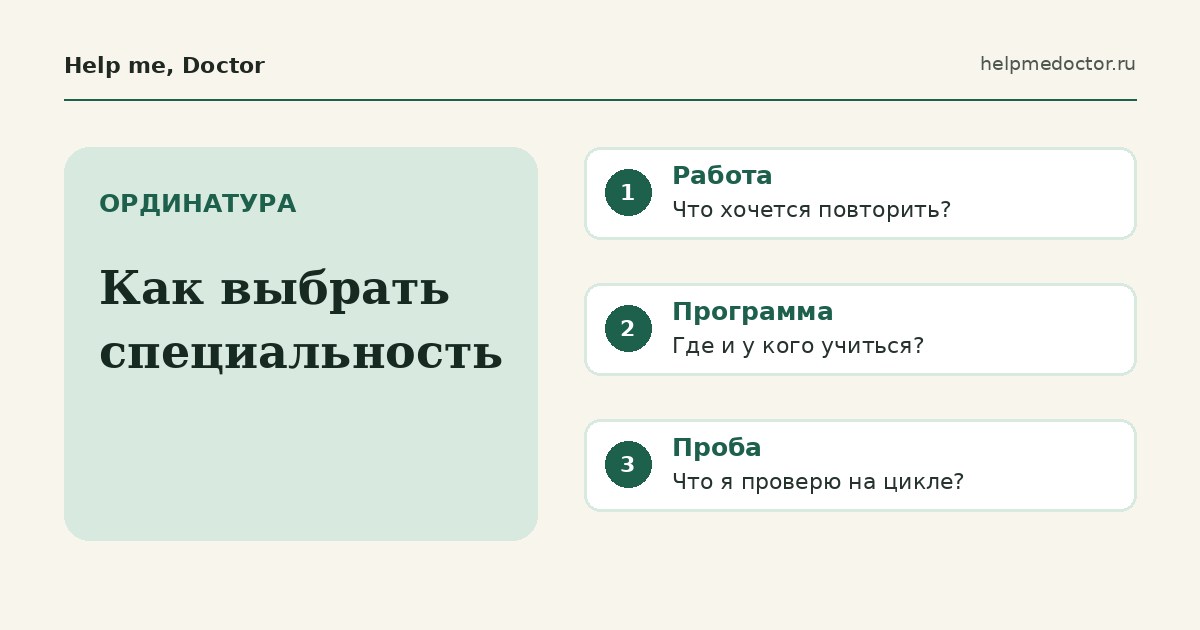 Help me, Doctor
helpmedoctor.ru
ОРДИНАТУРА
Как выбрать
специальность
1
Работа
Что хочется повторить?
2
Программа
Где и у кого учиться?
3
Проба
Что я проверю на цикле?